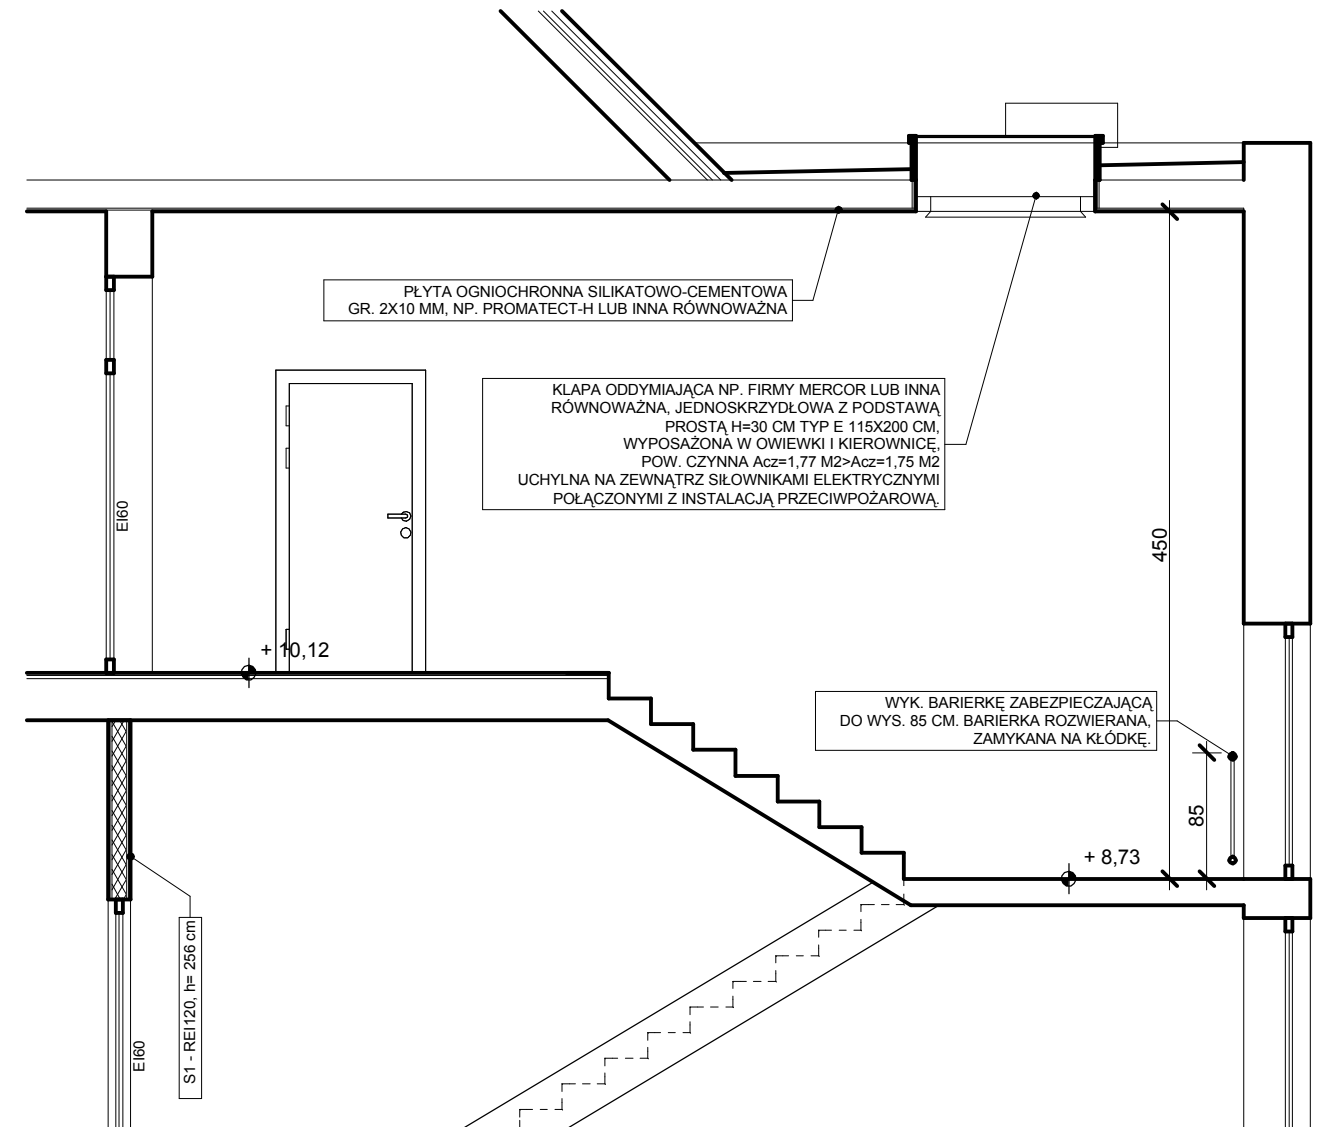 PŁYTA OGNIOCHRONNA SILIKATOWO-CEMENTOWA
GR. 2X10 MM, NP. PROMATECT-H LUB INNA RÓWNOWAŻNA
KLAPA ODDYMIAJĄCA NP. FIRMY MERCOR LUB INNA
RÓWNOWAŻNA, JEDNOSKRZYDŁOWA Z PODSTAWĄ
PROSTĄ H=30 CM TYP E 115X200 CM,
WYPOSAŻONA W OWIEWKI I KIEROWNICĘ,
POW. CZYNNA Acz=1,77 M2>Acz=1,75 M2
UCHYLNA NA ZEWNĄTRZ SIŁOWNIKAMI ELEKTRYCZNYMI
POŁĄCZONYMI Z INSTALACJĄ PRZECIWPOŻAROWĄ.
EI60
450
+ 10,12
WYK. BARIERKĘ ZABEZPIECZAJĄCĄ
DO WYS. 85 CM. BARIERKA ROZWIERANA,
ZAMYKANA NA KŁÓDKĘ.
85
+ 8,73
S1 - REI120, h= 256 cm
EI60